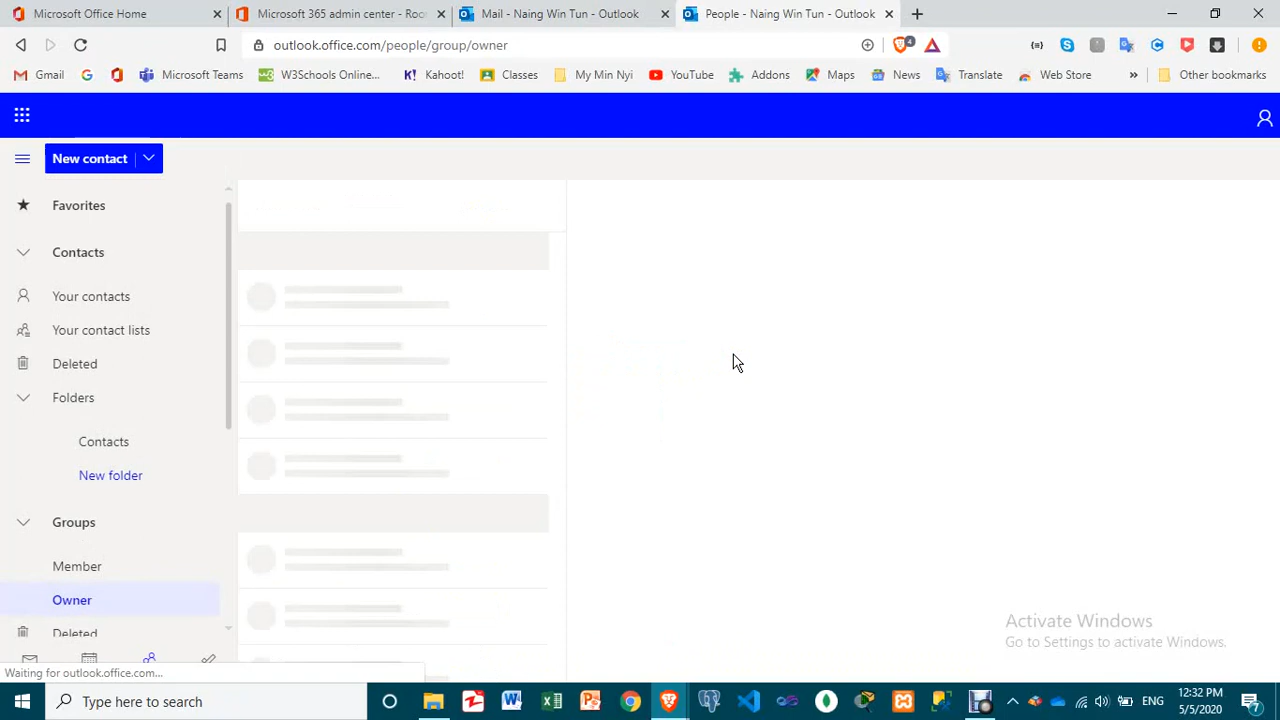 Microsoft Office Home
Microsoft 365 admin center - Roo
Mail - Naing Win Tun - Outlook
People - Naing Win Tun - Outlook
outlook.office.com/people/group/owner
4
Gmail
Microsoft Teams
W3Schools Online...
Kahoot!
Classes
My Min Nyi
YouTube
Addons
Maps
News
Translate
Web Store
Other bookmarks
New contact
Favorites
Contacts
Your contacts
Your contact lists
Deleted
Folders
Contacts
New folder
Groups
Member
Owner
Deleted
Activate Windows
Go to Settings to activate Windows.
Waiting for outlook.office.com...
Type here to search
ENG
12:32 PM
5/5/2020
7